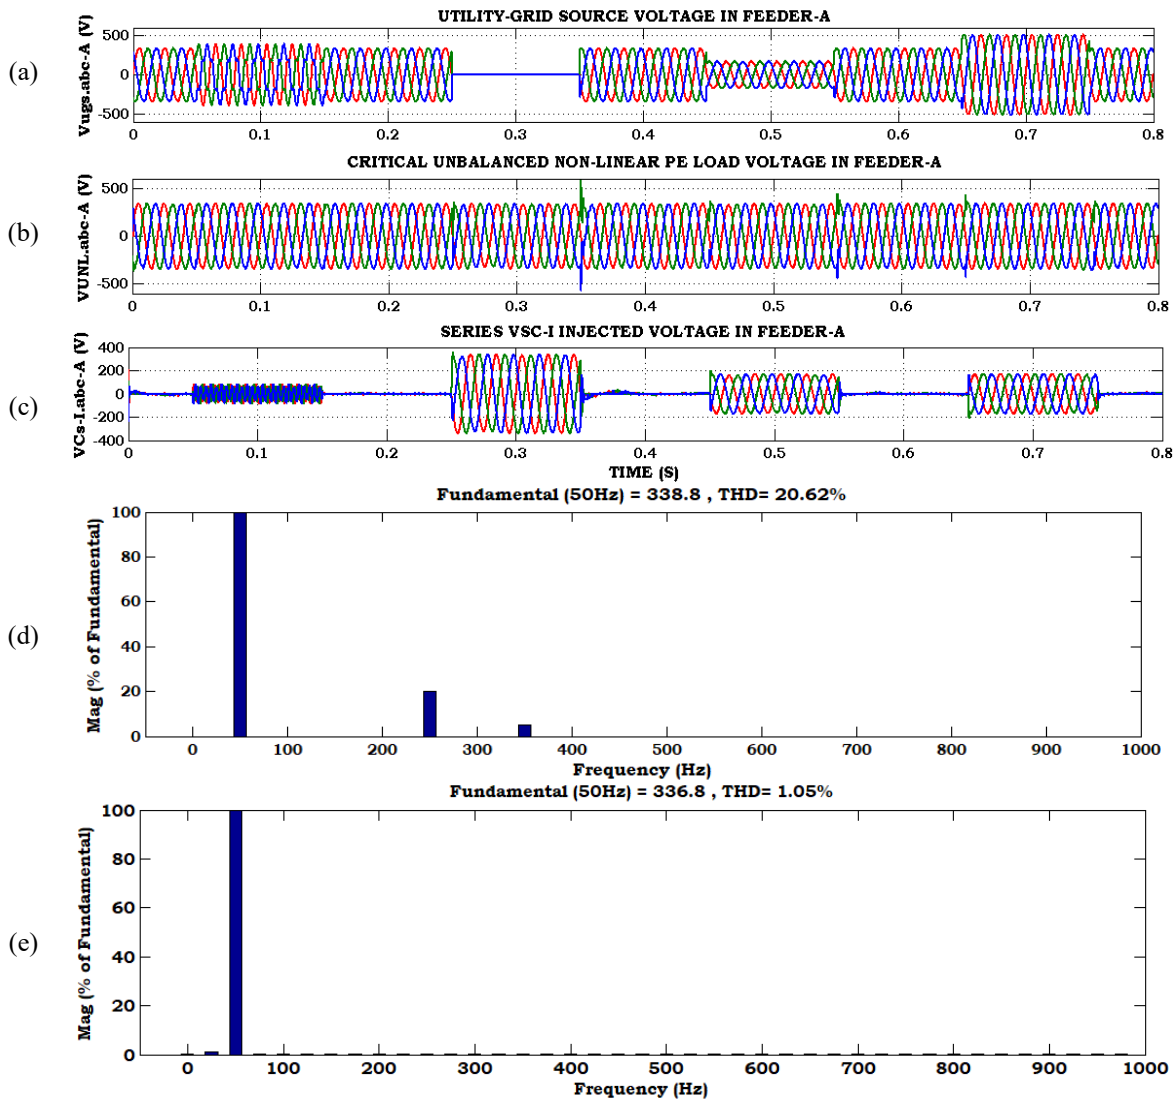 UTILITY-GRID SOURCE VOLTAGE IN FEEDER-A
(a)
Vugs.abc-A (V)
500
0
-500
0 0.1 0.2 0.3 0.4 0.5 0.6 0.7 0.8
CRITICAL UNBALANCED NON-LINEAR PE LOAD VOLTAGE IN FEEDER-A
(b)
VUNLabc-A (V)
500
0
-500
0 0.1 0.2 0.3 0.4 0.5 0.6 0.7 0.8
SERIES VSC-I INJECTED VOLTAGE IN FEEDER-A
(c)
VCs-I.abc-A (V)
400
200
0
-200
-400
0 0.1 0.2 0.3 0.4 0.5 0.6 0.7 0.8
TIME (S)
Fundamental (50Hz) = 338.8 , THD= 20.62%
(d)
Mag (% of Fundamental)
100
80
60
40
20
0
0 100 200 300 400 500 600 700 800 900 1000
Frequency (Hz)
Fundamental (50Hz) = 336.8 , THD= 1.05%
(e)
Mag (% of Fundamental)
100
80
60
40
20
0
0 100 200 300 400 500 600 700 800 900 1000
Frequency (Hz)